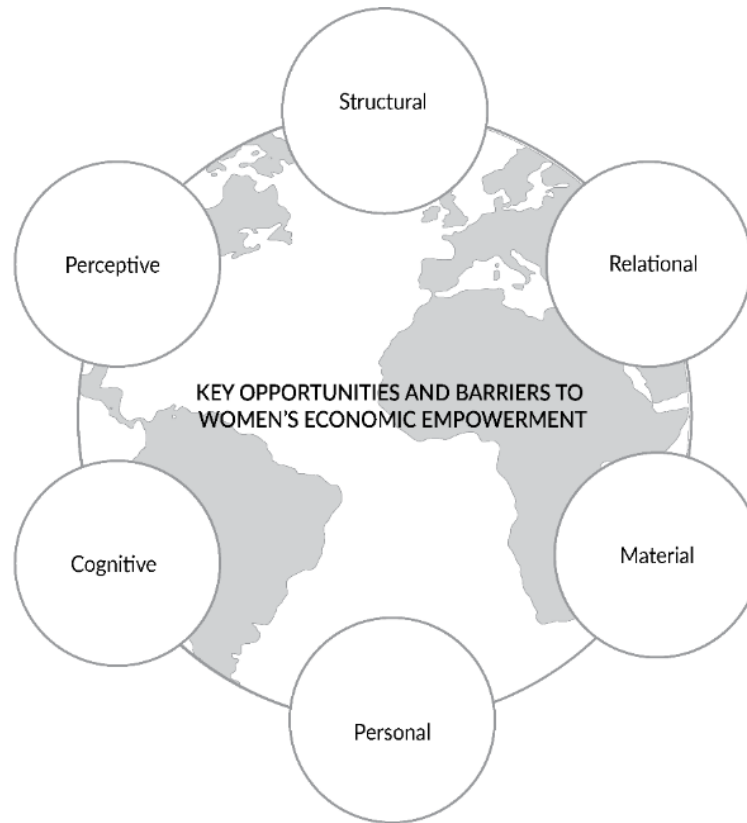 Structural
Perceptive
Relational
KEY OPPORTUNITIES AND BARRIERS TO
WOMEN’S ECONOMIC EMPOWERMENT
Cognitive
Material
Personal